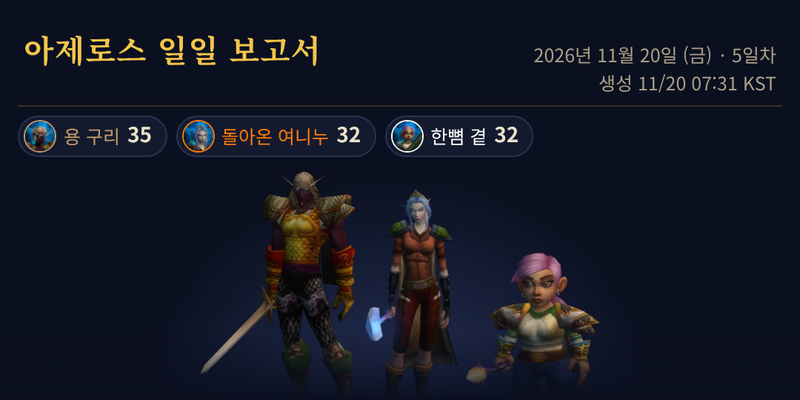 아제로스 일일 보고서
2026년 11월 20일 (금) · 5일차
생성 11/20 07:31 KST
용 구리 35
돌아온 여니누 32
한뼘 곁 32